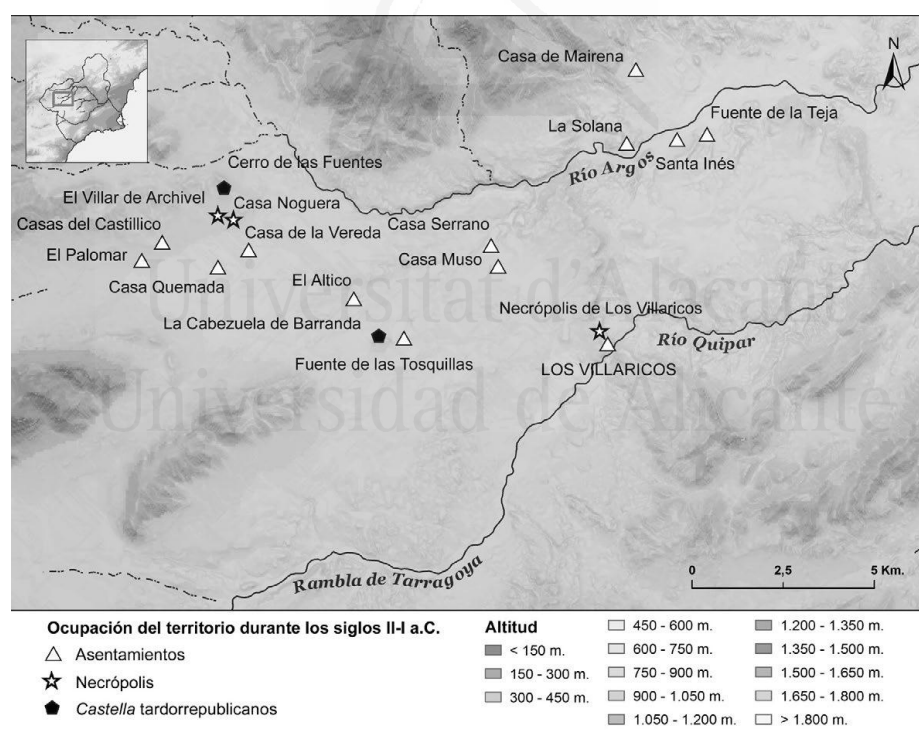 N
Casa de Mairena
Fuente de la Teja
La Solana
Santa Inés
Río Argos
Cerro de las Fuentes
El Villar de Archivel
Casa Noguera
Casas del Castillico
Casa de la Vereda
Casa Serrano
El Palomar
Casa Muso
Casa Quemada
El Altico
Universitat d'Alacant
Necrópolis de Los Villaricos
La Cabezuela de Barranda
Río Quipar
Fuente de las Tosquillas
LOS VILLARICOS
Universidad de Alicante
Rambla de Tarragoya
0 2,5 5 Km.
Ocupación del territorio durante los siglos II-I a.C.
Asentamientos
Necrópolis
Castella tardorrepublicanos
Altitud
< 150 m.
150 - 300 m.
300 - 450 m.
450 - 600 m.
600 - 750 m.
750 - 900 m.
900 - 1.050 m.
1.050 - 1.200 m.
1.200 - 1.350 m.
1.350 - 1.500 m.
1.500 - 1.650 m.
1.650 - 1.800 m.
> 1.800 m.